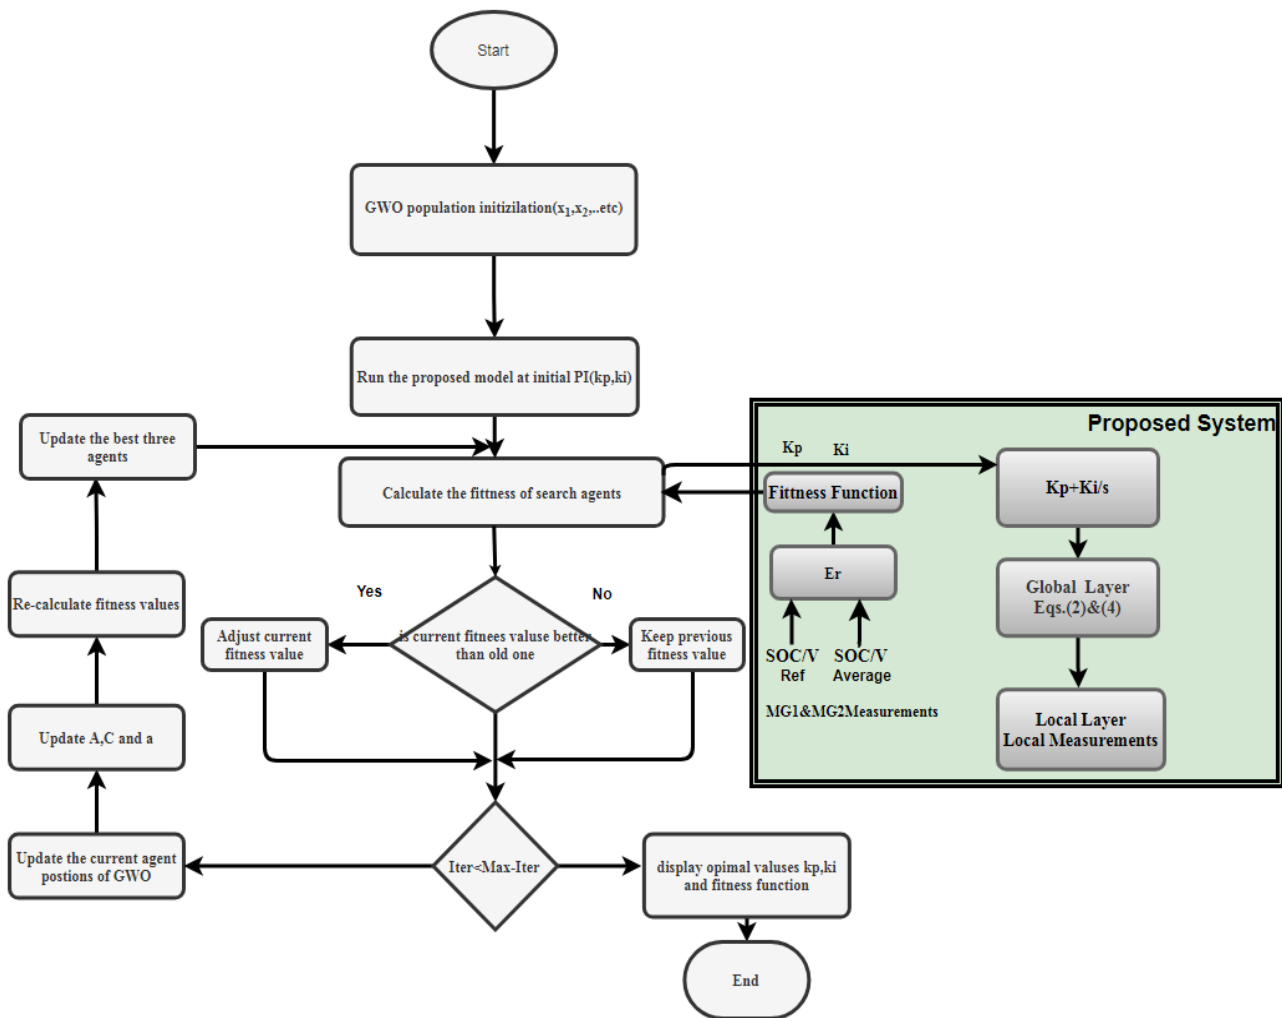 Start
GWO population initizilation(x1,x2,..etc)
Run the proposed model at initial PI(kp,ki)
Update the best three
agents
Calculate the fittness of search agents
Re-calculate fitness values
Yes
No
Adjust current
fitness value
is current fitnees valuse better
than old one
Keep previous
fitness value
Update A,C and a
Update the current agent
postions of GWO
Iter<Max-Iter
display opimal valuses kp,ki
and fitness function
End
Proposed System
Kp Ki
Kp+Ki/s
Fittness Function
Er
Global Layer
Eqs.(2)&(4)
SOC/V
Ref
SOC/V
Average
MG1&MG2Measurements
Local Layer
Local Measurements